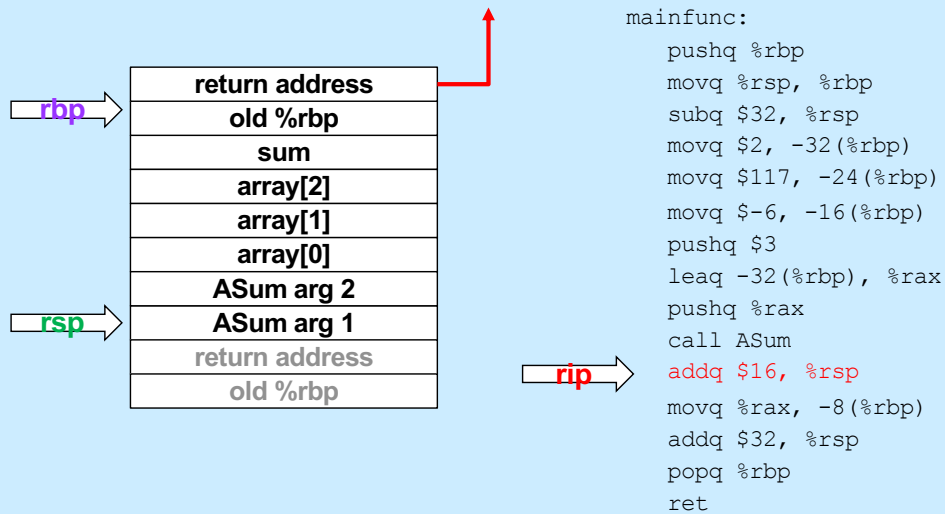 mainfunc:
pushq %rbp
movq %rsp, %rbp
subq $32, %rsp
movq $2, -32(%rbp)
movq $117, -24(%rbp)
movq $-6, -16(%rbp)
pushq $3
leaq -32(%rbp), %rax
pushq %rax
call ASum
addq $16, %rsp
movq %rax, -8(%rbp)
addq $32, %rsp
popq %rbp
ret
return address
rbp
old %rbp
sum
array[2]
array[1]
array[0]
ASum arg 2
rsp
ASum arg 1
return address
old %rbp
rip